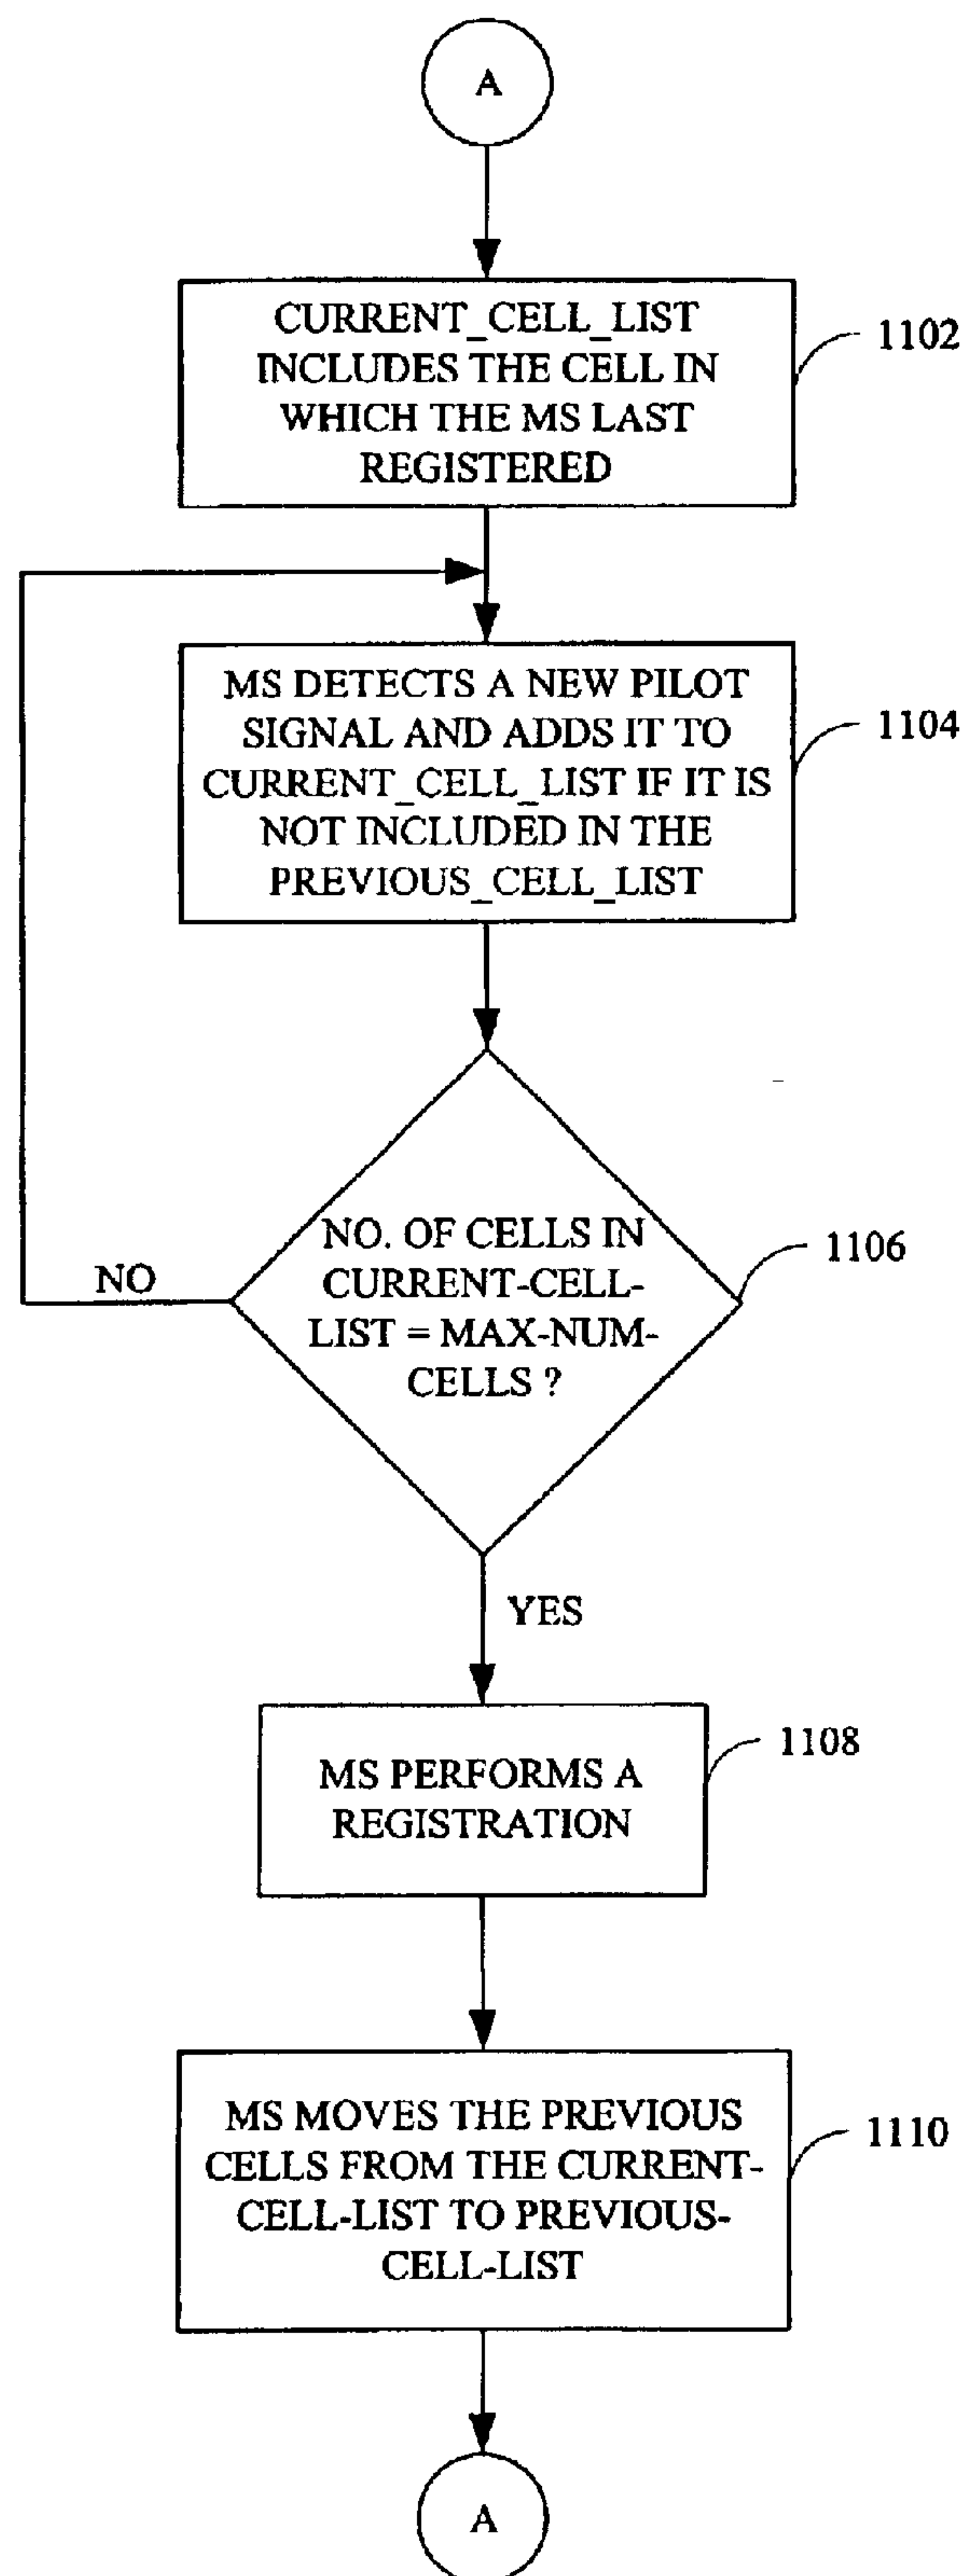 A
CURRENT_CELL_LIST
INCLUDES THE CELL IN
WHICH THE MS LAST
REGISTERED
1102
MS DETECTS A NEW PILOT
SIGNAL AND ADDS IT TO
CURRENT_CELL_LIST IF IT IS
NOT INCLUDED IN THE
PREVIOUS_CELL_LIST
1104
NO. OF CELLS IN
CURRENT-CELL-
LIST = MAX-NUM-
CELLS ?
1106
NO
YES
MS PERFORMS A
REGISTRATION
1108
MS MOVES THE PREVIOUS
CELLS FROM THE CURRENT-
CELL-LIST TO PREVIOUS-
CELL-LIST
1110
A